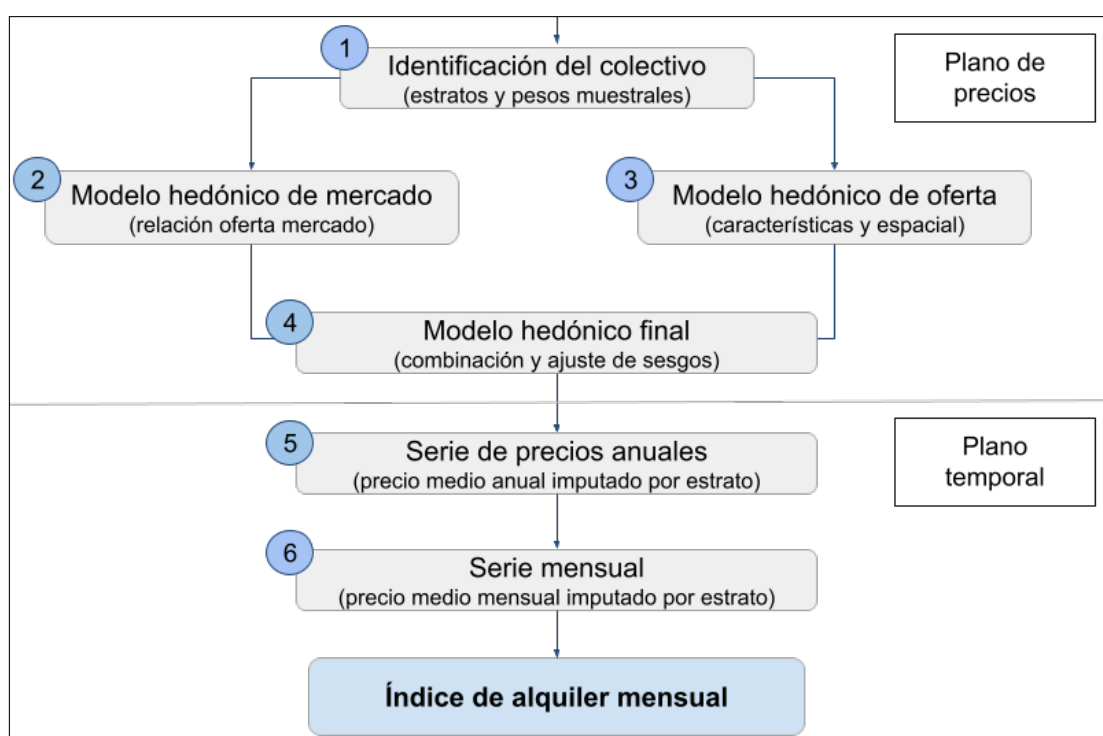 1
Identificación del colectivo
(estratos y pesos muestrales)
Plano de
precios
2
Modelo hedónico de mercado
(relación oferta mercado)
3
Modelo hedónico de oferta
(características y espacial)
4
Modelo hedónico final
(combinación y ajuste de sesgos)
5
Serie de precios anuales
(precio medio anual imputado por estrato)
Plano
temporal
6
Serie mensual
(precio medio mensual imputado por estrato)
Índice de alquiler mensual